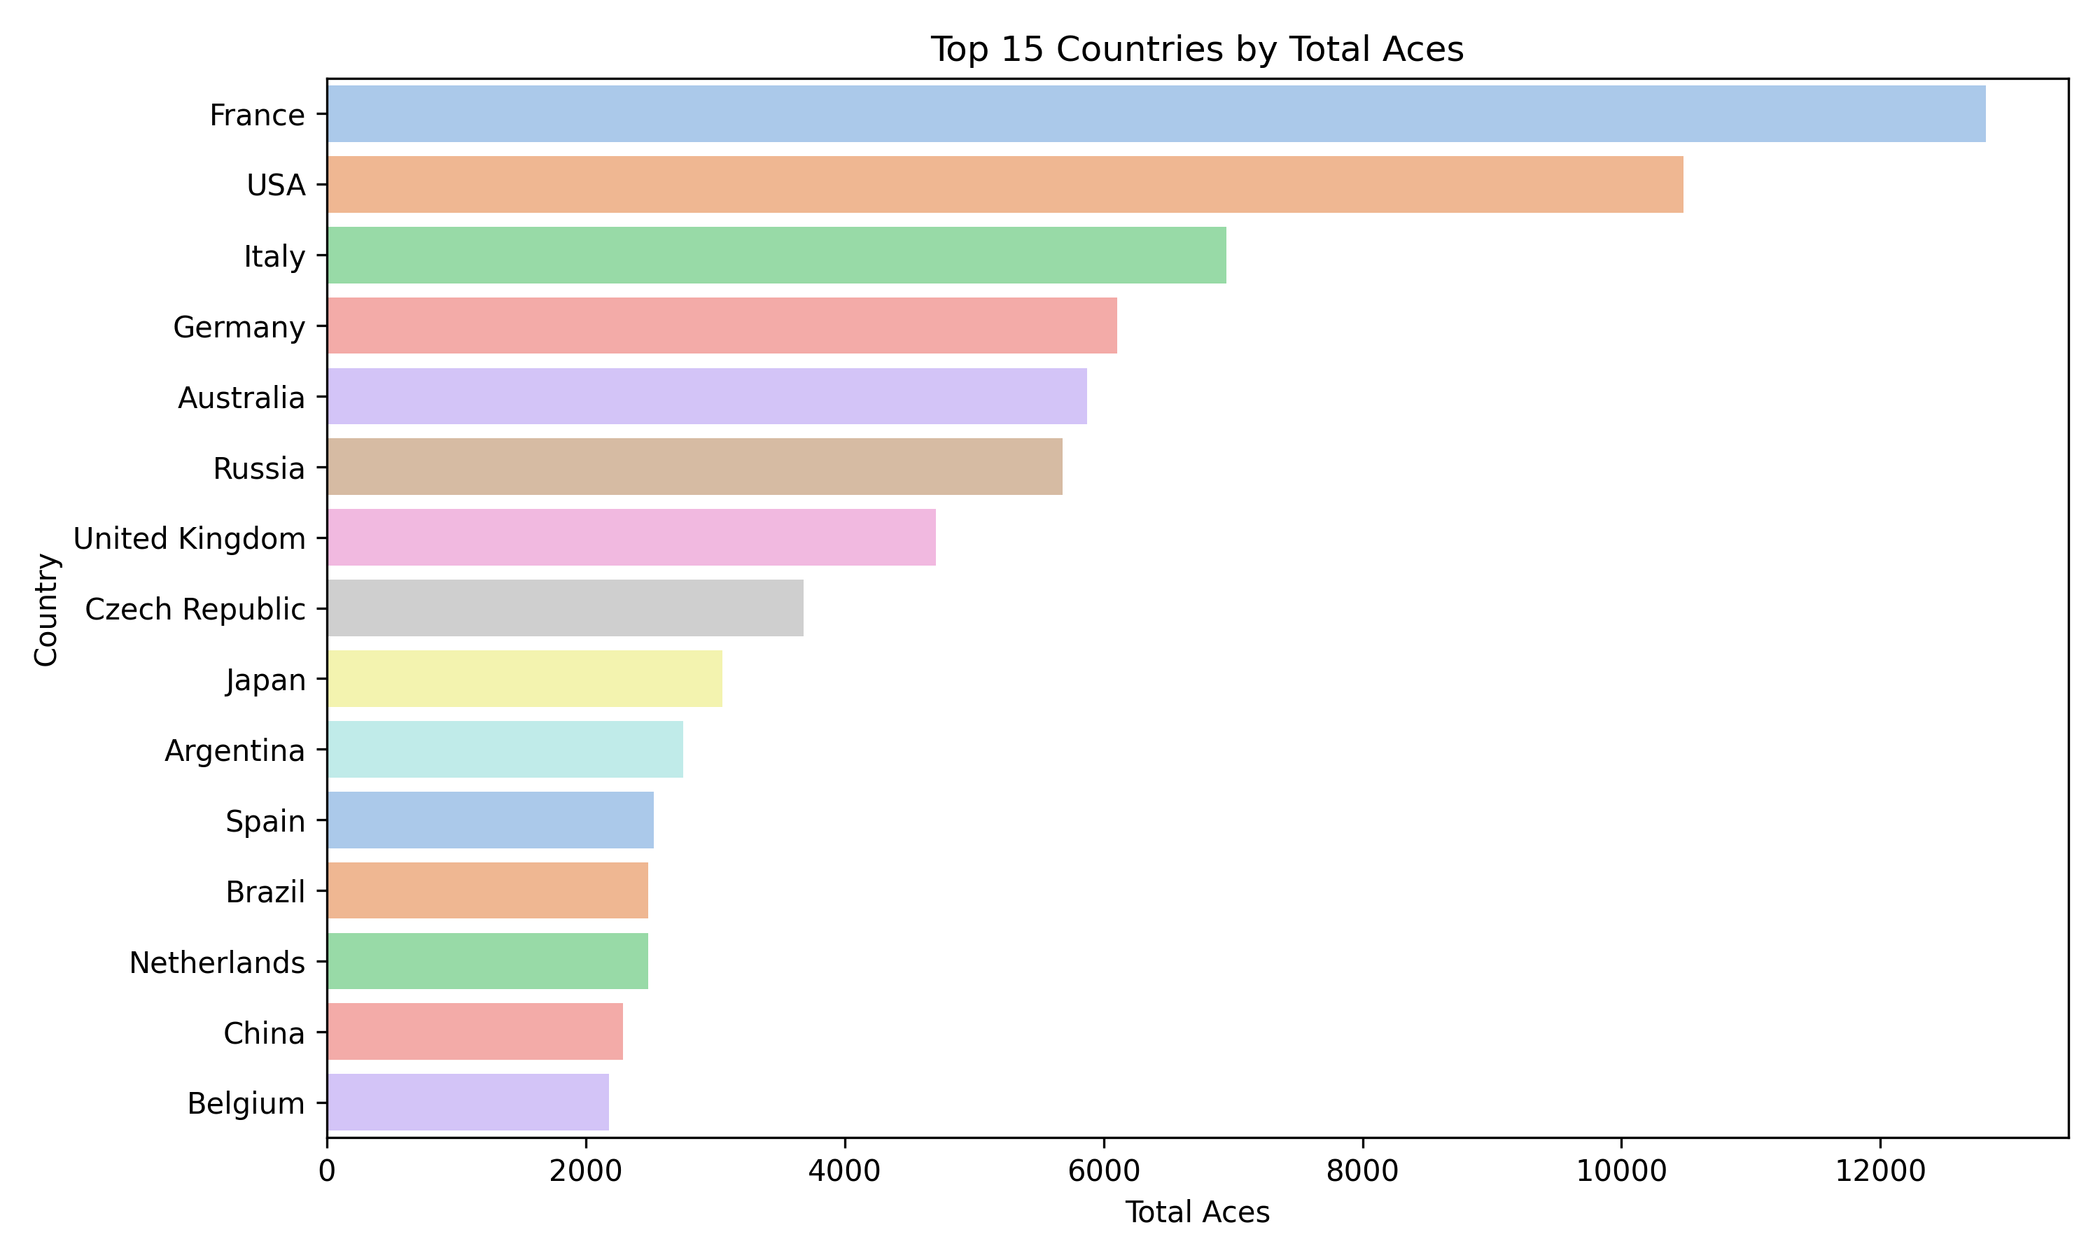 Top 15 Countries by Total Aces
France
USA
Italy
Germany
Australia
Russia
United Kingdom
Czech Republic
Japan
Argentina
Spain
Brazil
Netherlands
China
Belgium
Country
0 2000 4000 6000 8000 10000 12000
Total Aces